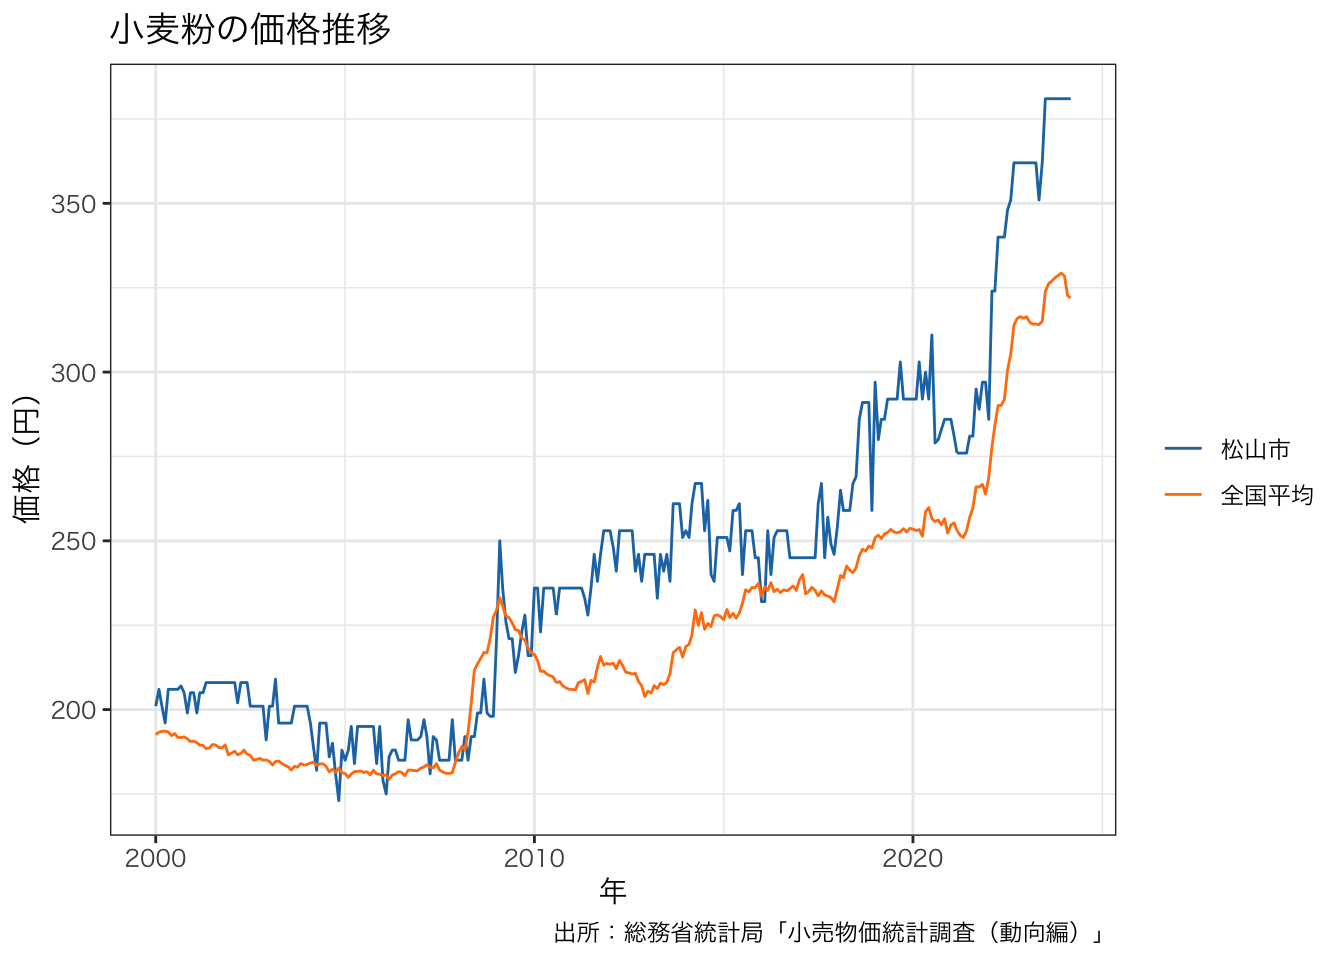 小麦粉の価格推移
価格（円）
350
300
250
200
2000
2010
2020
年
松山市
全国平均
出所：総務省統計局「小売物価統計調査（動向編）」